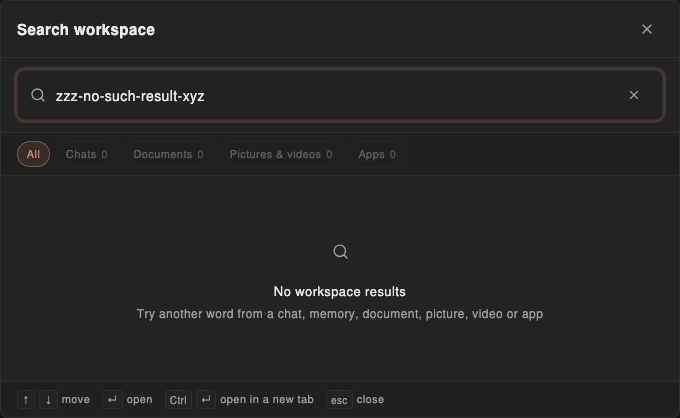 Search workspace
zzz-no-such-result-xyz
All Chats 0 Documents 0 Pictures & videos 0 Apps 0
No workspace results
Try another word from a chat, memory, document, picture, video or app
↑ ↓ move ↵ open Ctrl ↵ open in a new tab esc close